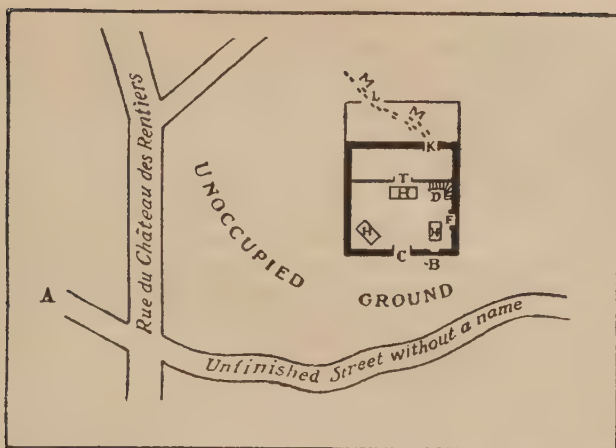 Rue du Château des Rentiers
M
L
M
K
UNOCCUPIED
T
H
D
F
H
H
C
B
A
GROUND
Unfinished Street without a name